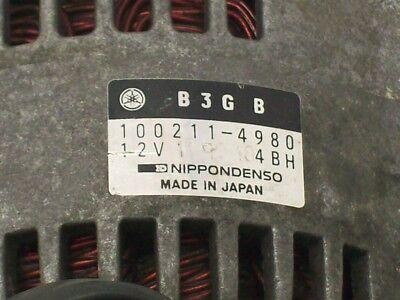 B3G B
100211-4980
12V 4BH
NIPPONDENSO
MADE IN JAPAN